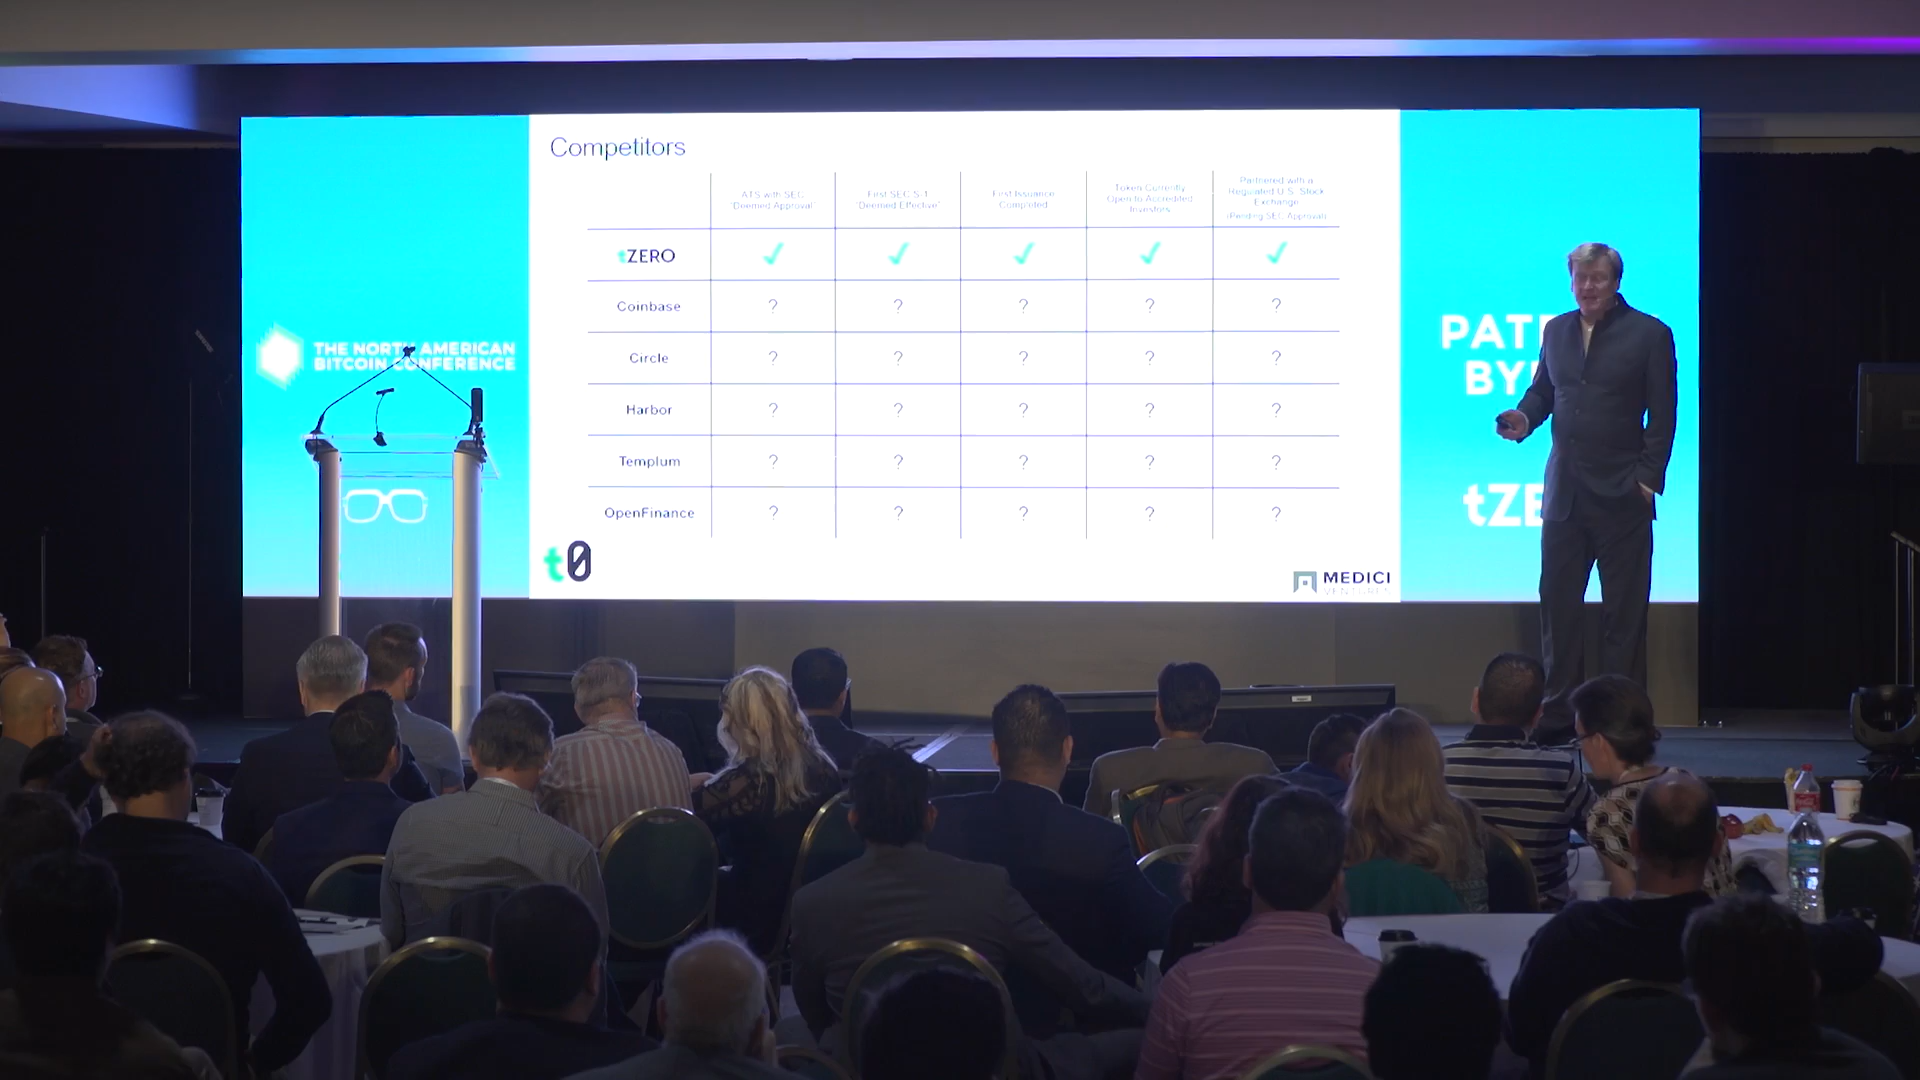 Competitors
ATS with SEC
"Deemed Approval"
First SEC S-1
"Deemed Effective"
First Issuance
Completed
Token Currently
Open to Accredited
Investors
Partnered with a
Regulated U.S. Stock
Exchange
(Pending SEC Approval)
tZERO
Coinbase ? ? ? ? ?
Circle ? ? ? ? ?
Harbor ? ? ? ? ?
Templum ? ? ? ? ?
OpenFinance ? ? ? ? ?
t0
MEDICI
VENTURES
THE NORTH AMERICAN
BITCOIN CONFERENCE
PAT
BY
tZE